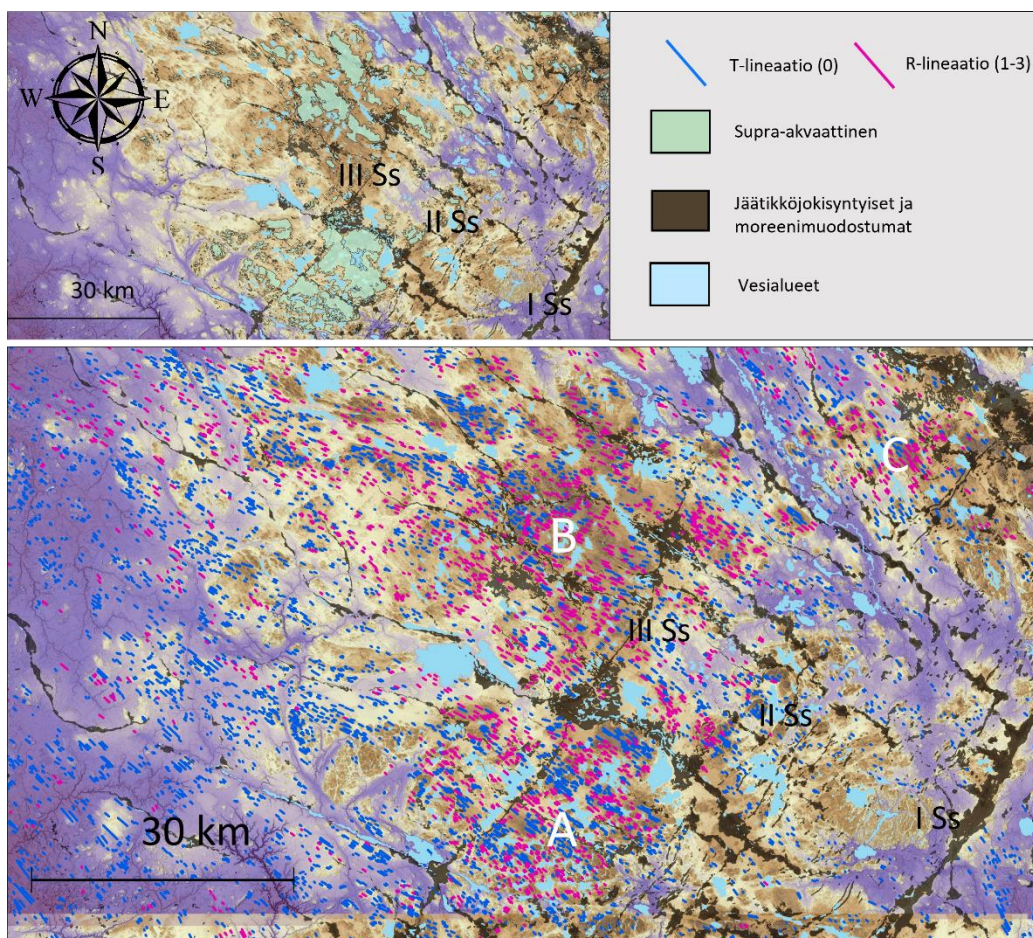 N
W E
S
III Ss
II Ss
I Ss
30 km
T-lineaatio (0)
R-lineaatio (1-3)
Supra-akvaattinen
Jäätikköjokisyntyiset ja
moreenimuodostumat
Vesialueet
C
B
III Ss
II Ss
I Ss
A
30 km